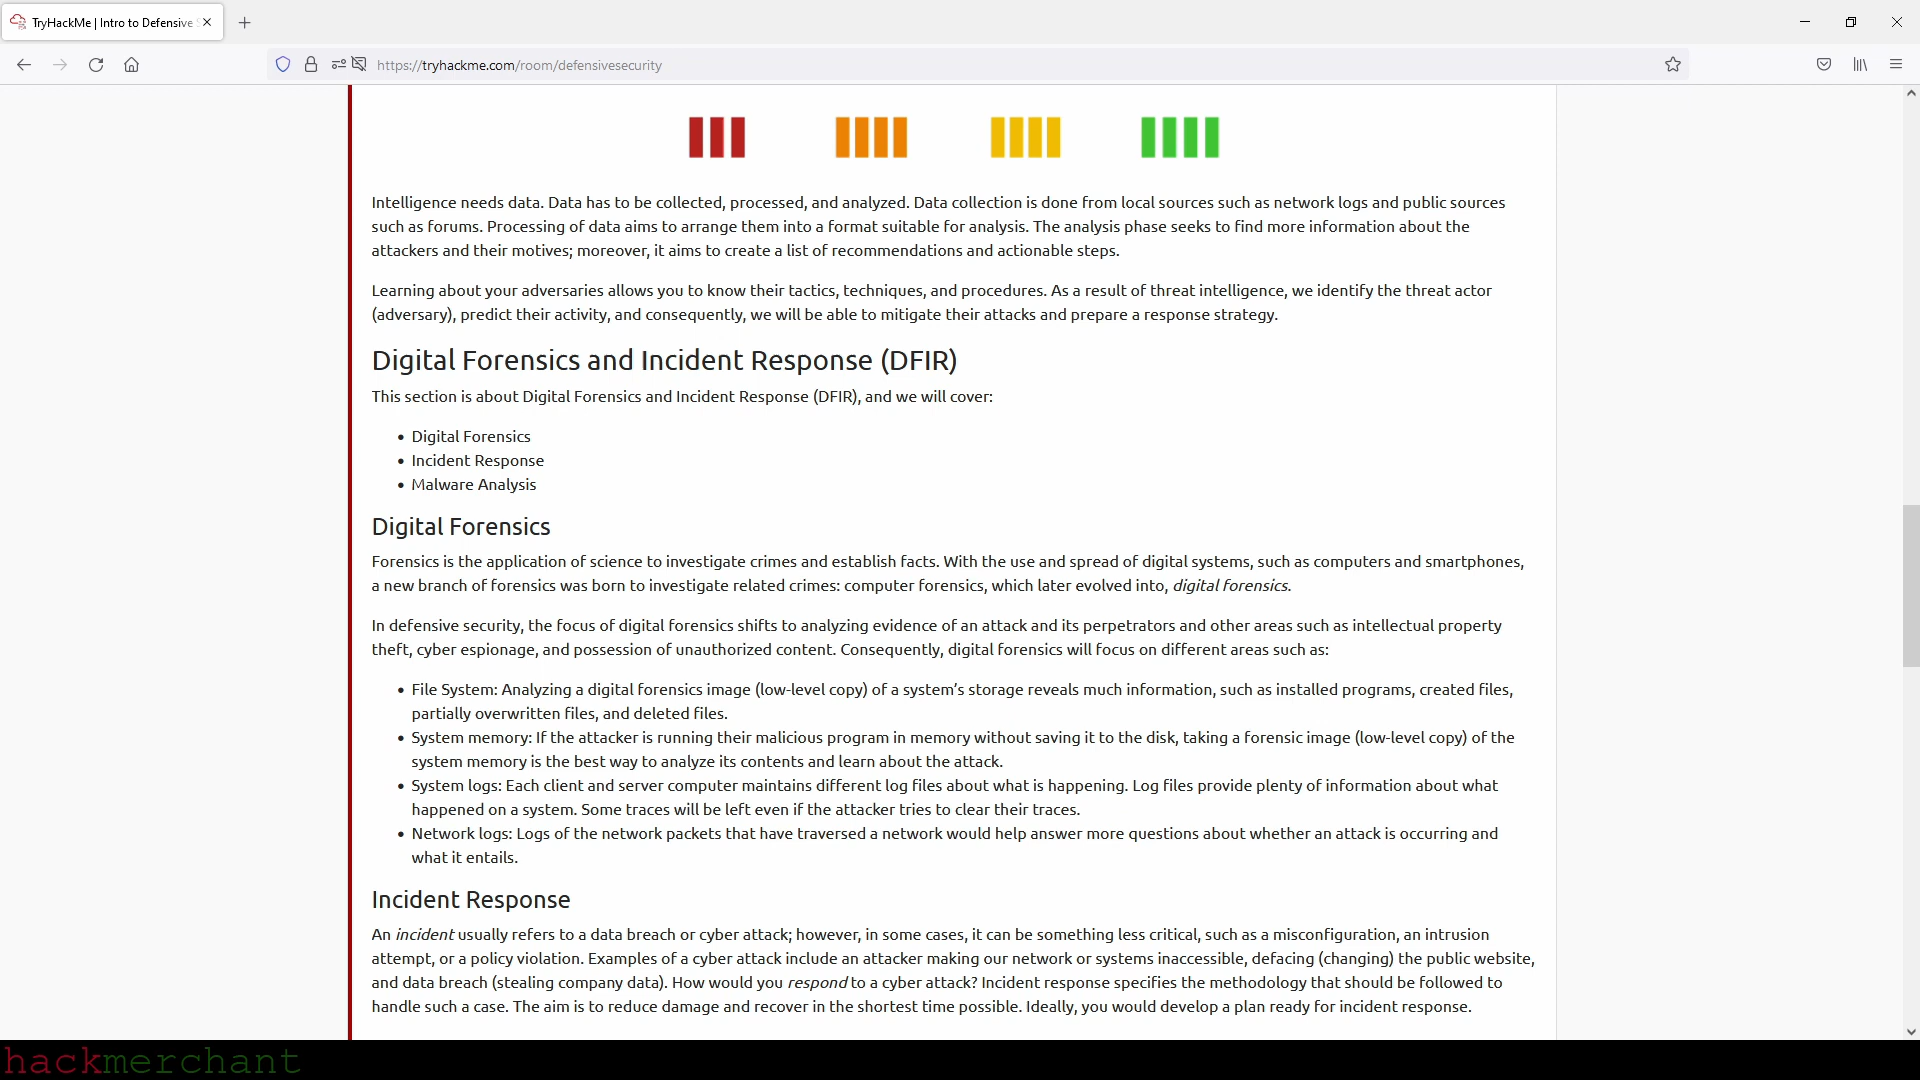 TryHackMe | Intro to Defensive
https://tryhackme.com/room/defensivesecurity
Intelligence needs data. Data has to be collected, processed, and analyzed. Data collection is done from local sources such as network logs and public sources
such as forums. Processing of data aims to arrange them into a format suitable for analysis. The analysis phase seeks to find more information about the
attackers and their motives; moreover, it aims to create a list of recommendations and actionable steps.
Learning about your adversaries allows you to know their tactics, techniques, and procedures. As a result of threat intelligence, we identify the threat actor
(adversary), predict their activity, and consequently, we will be able to mitigate their attacks and prepare a response strategy.
Digital Forensics and Incident Response (DFIR)
This section is about Digital Forensics and Incident Response (DFIR), and we will cover:
• Digital Forensics
• Incident Response
• Malware Analysis
Digital Forensics
Forensics is the application of science to investigate crimes and establish facts. With the use and spread of digital systems, such as computers and smartphones,
a new branch of forensics was born to investigate related crimes: computer forensics, which later evolved into, digital forensics.
In defensive security, the focus of digital forensics shifts to analyzing evidence of an attack and its perpetrators and other areas such as intellectual property
theft, cyber espionage, and possession of unauthorized content. Consequently, digital forensics will focus on different areas such as:
• File System: Analyzing a digital forensics image (low-level copy) of a system’s storage reveals much information, such as installed programs, created files,
partially overwritten files, and deleted files.
• System memory: If the attacker is running their malicious program in memory without saving it to the disk, taking a forensic image (low-level copy) of the
system memory is the best way to analyze its contents and learn about the attack.
• System logs: Each client and server computer maintains different log files about what is happening. Log files provide plenty of information about what
happened on a system. Some traces will be left even if the attacker tries to clear their traces.
• Network logs: Logs of the network packets that have traversed a network would help answer more questions about whether an attack is occurring and
what it entails.
Incident Response
An incident usually refers to a data breach or cyber attack; however, in some cases, it can be something less critical, such as a misconfiguration, an intrusion
attempt, or a policy violation. Examples of a cyber attack include an attacker making our network or systems inaccessible, defacing (changing) the public website,
and data breach (stealing company data). How would you respond to a cyber attack? Incident response specifies the methodology that should be followed to
handle such a case. The aim is to reduce damage and recover in the shortest time possible. Ideally, you would develop a plan ready for incident response.
hackmerchant